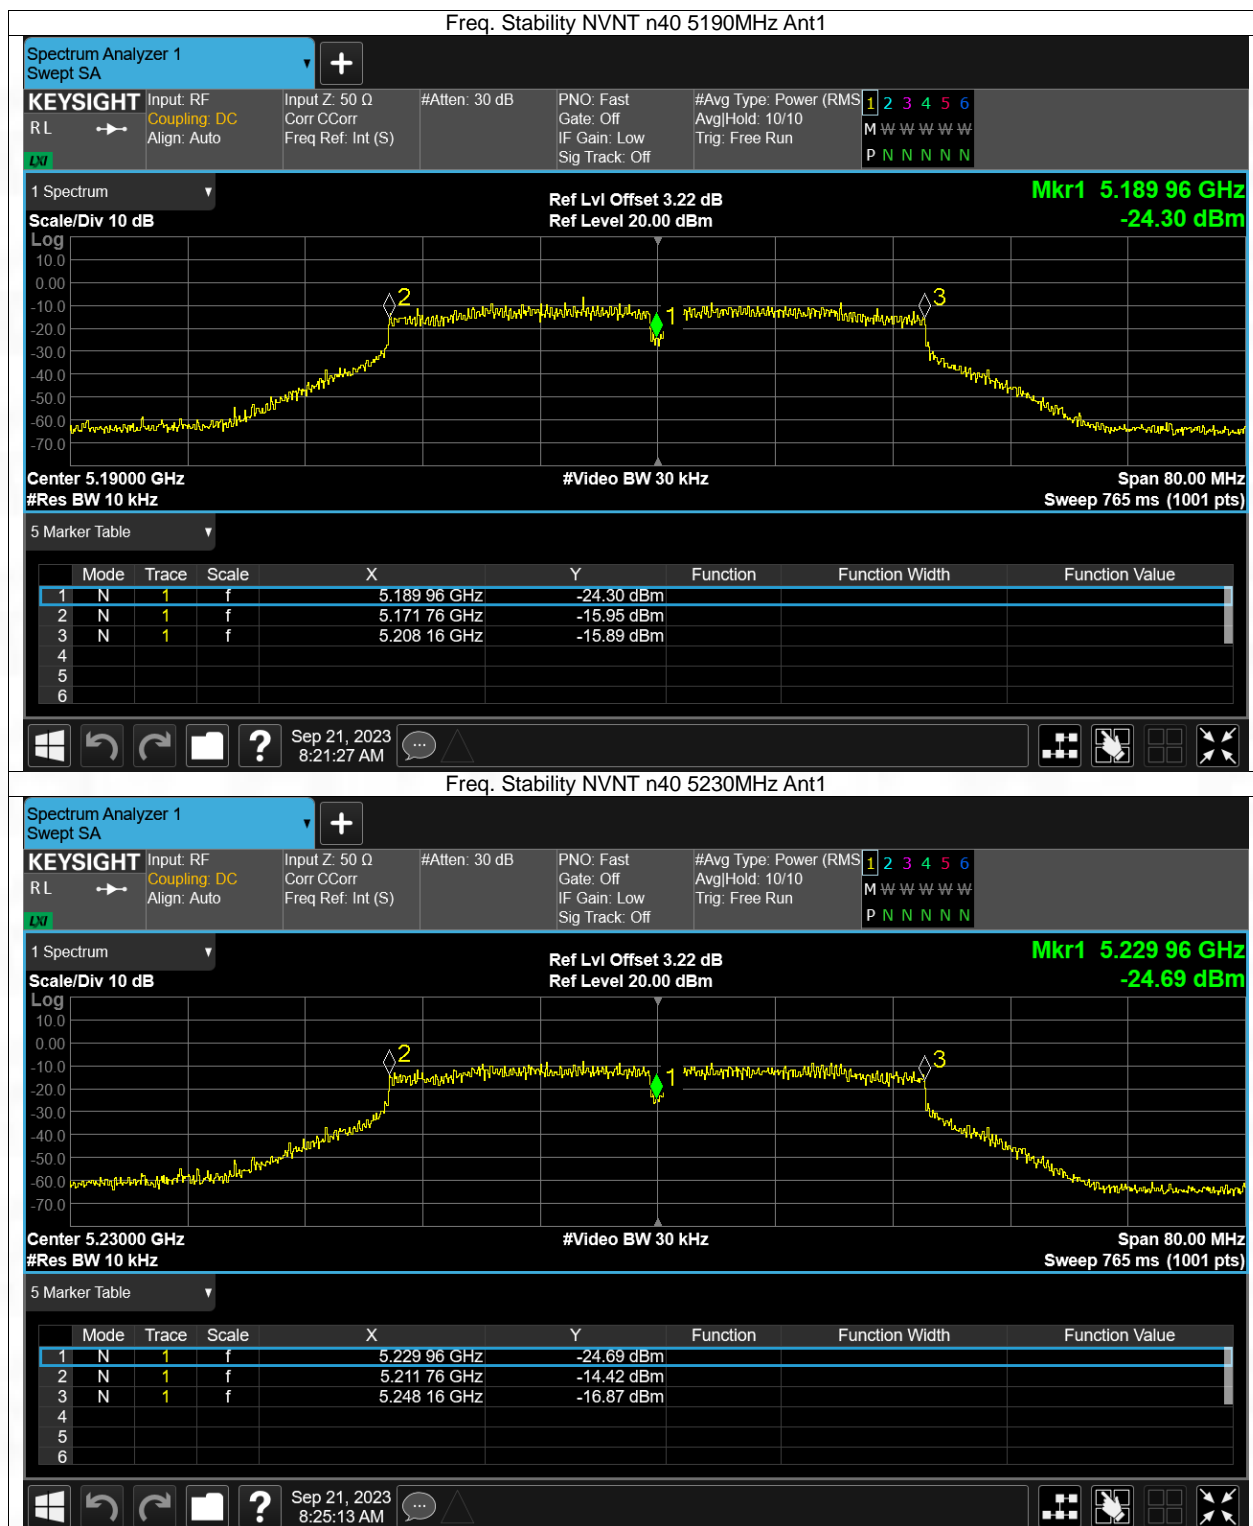 Freq. Stability NVNT n40 5190MHz Ant1
Spectrum Analyzer 1
Swept SA
+
KEYSIGHT Input: RF Input Z: 50 Ω #Atten: 30 dB PNO: Fast #Avg Type: Power (RMS 1 2 3 4 5 6
RL Coupling: DC Corr CCorr Gate: Off Avg|Hold: 10/10 M W W W W W
Align: Auto Freq Ref: Int (S) IF Gain: Low Trig: Free Run
LXI Sig Track: Off P N N N N N
1 Spectrum Ref Lvl Offset 3.22 dB Mkr1 5.189 96 GHz
Scale/Div 10 dB Ref Level 20.00 dBm -24.30 dBm
Log
10.0
0.00
-10.0 2 3
-20.0 1
-30.0
-40.0
-50.0
-60.0
-70.0
Center 5.19000 GHz #Video BW 30 kHz Span 80.00 MHz
#Res BW 10 kHz Sweep 765 ms (1001 pts)
5 Marker Table
Mode Trace Scale X Y Function Function Width Function Value
1 N 1 f 5.189 96 GHz -24.30 dBm
2 N 1 f 5.171 76 GHz -15.95 dBm
3 N 1 f 5.208 16 GHz -15.89 dBm
4
5
6
? Sep 21, 2023
8:21:27 AM
Freq. Stability NVNT n40 5230MHz Ant1
Spectrum Analyzer 1
Swept SA
+
KEYSIGHT Input: RF Input Z: 50 Ω #Atten: 30 dB PNO: Fast #Avg Type: Power (RMS 1 2 3 4 5 6
RL Coupling: DC Corr CCorr Gate: Off Avg|Hold: 10/10 M W W W W W
Align: Auto Freq Ref: Int (S) IF Gain: Low Trig: Free Run
LXI Sig Track: Off P N N N N N
1 Spectrum Ref Lvl Offset 3.22 dB Mkr1 5.229 96 GHz
Scale/Div 10 dB Ref Level 20.00 dBm -24.69 dBm
Log
10.0
0.00
-10.0 2 3
-20.0 1
-30.0
-40.0
-50.0
-60.0
-70.0
Center 5.23000 GHz #Video BW 30 kHz Span 80.00 MHz
#Res BW 10 kHz Sweep 765 ms (1001 pts)
5 Marker Table
Mode Trace Scale X Y Function Function Width Function Value
1 N 1 f 5.229 96 GHz -24.69 dBm
2 N 1 f 5.211 76 GHz -14.42 dBm
3 N 1 f 5.248 16 GHz -16.87 dBm
4
5
6
? Sep 21, 2023
8:25:13 AM